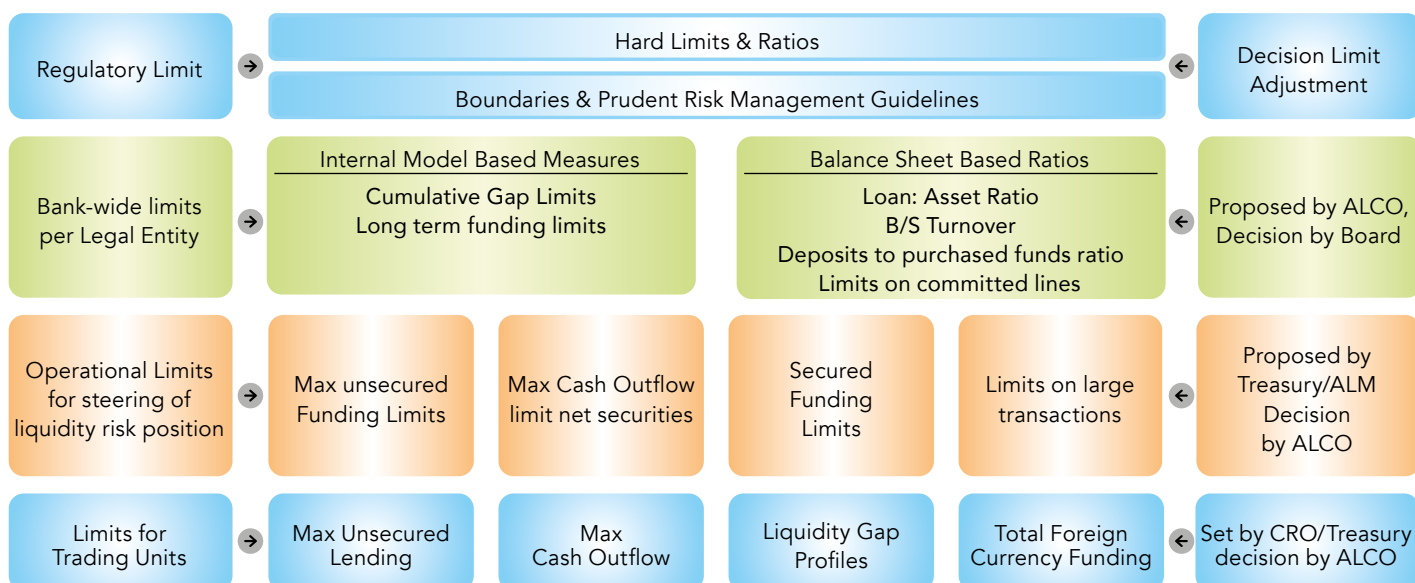 Regulatory Limit
Hard Limits & Ratios
Boundaries & Prudent Risk Management Guidelines
Decision Limit
Adjustment
Bank-wide limits
per Legal Entity
Internal Model Based Measures
Cumulative Gap Limits
Long term funding limits
Balance Sheet Based Ratios
Loan: Asset Ratio
B/S Turnover
Deposits to purchased funds ratio
Limits on committed lines
Proposed by ALCO,
Decision by Board
Operational Limits
for steering of
liquidity risk position
Max unsecured
Funding Limits
Max Cash Outflow
limit net securities
Secured
Funding
Limits
Limits on large
transactions
Proposed by
Treasury/ALM
Decision
by ALCO
Limits for
Trading Units
Max Unsecured
Lending
Max
Cash Outflow
Liquidity Gap
Profiles
Total Foreign
Currency Funding
Set by CRO/Treasury
decision by ALCO